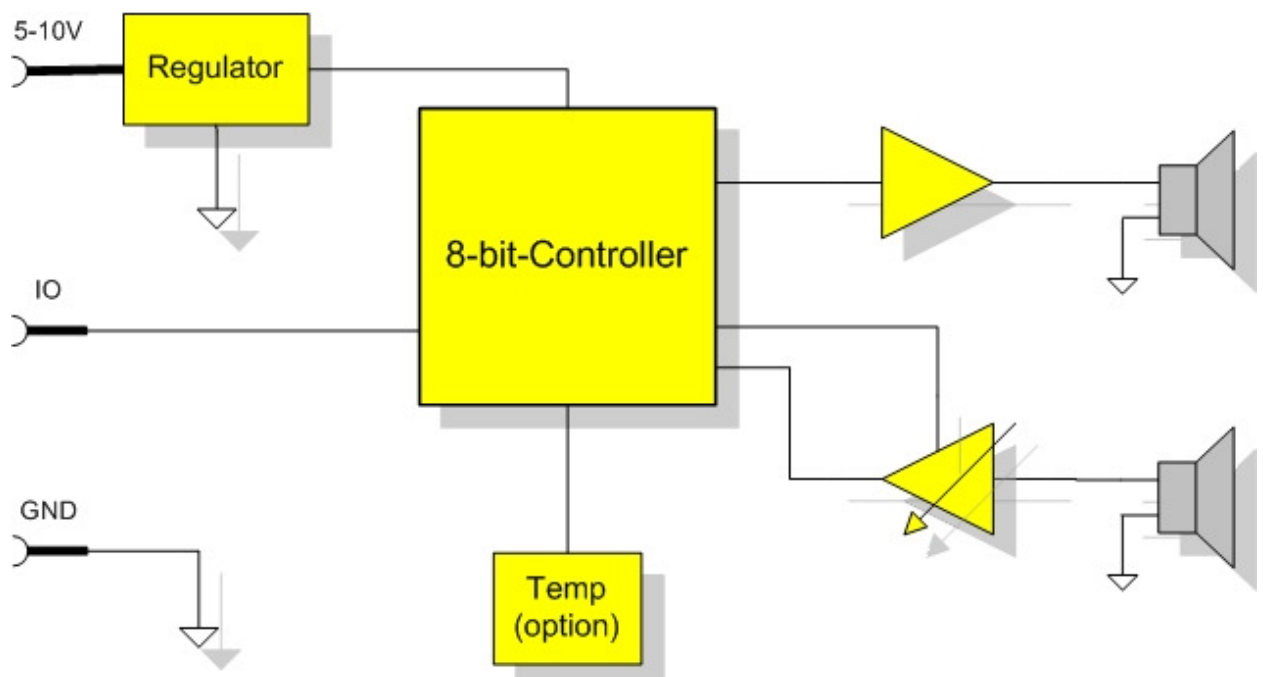 5-10V
Regulator
8-bit-Controller
IO
GND
Temp
(option)